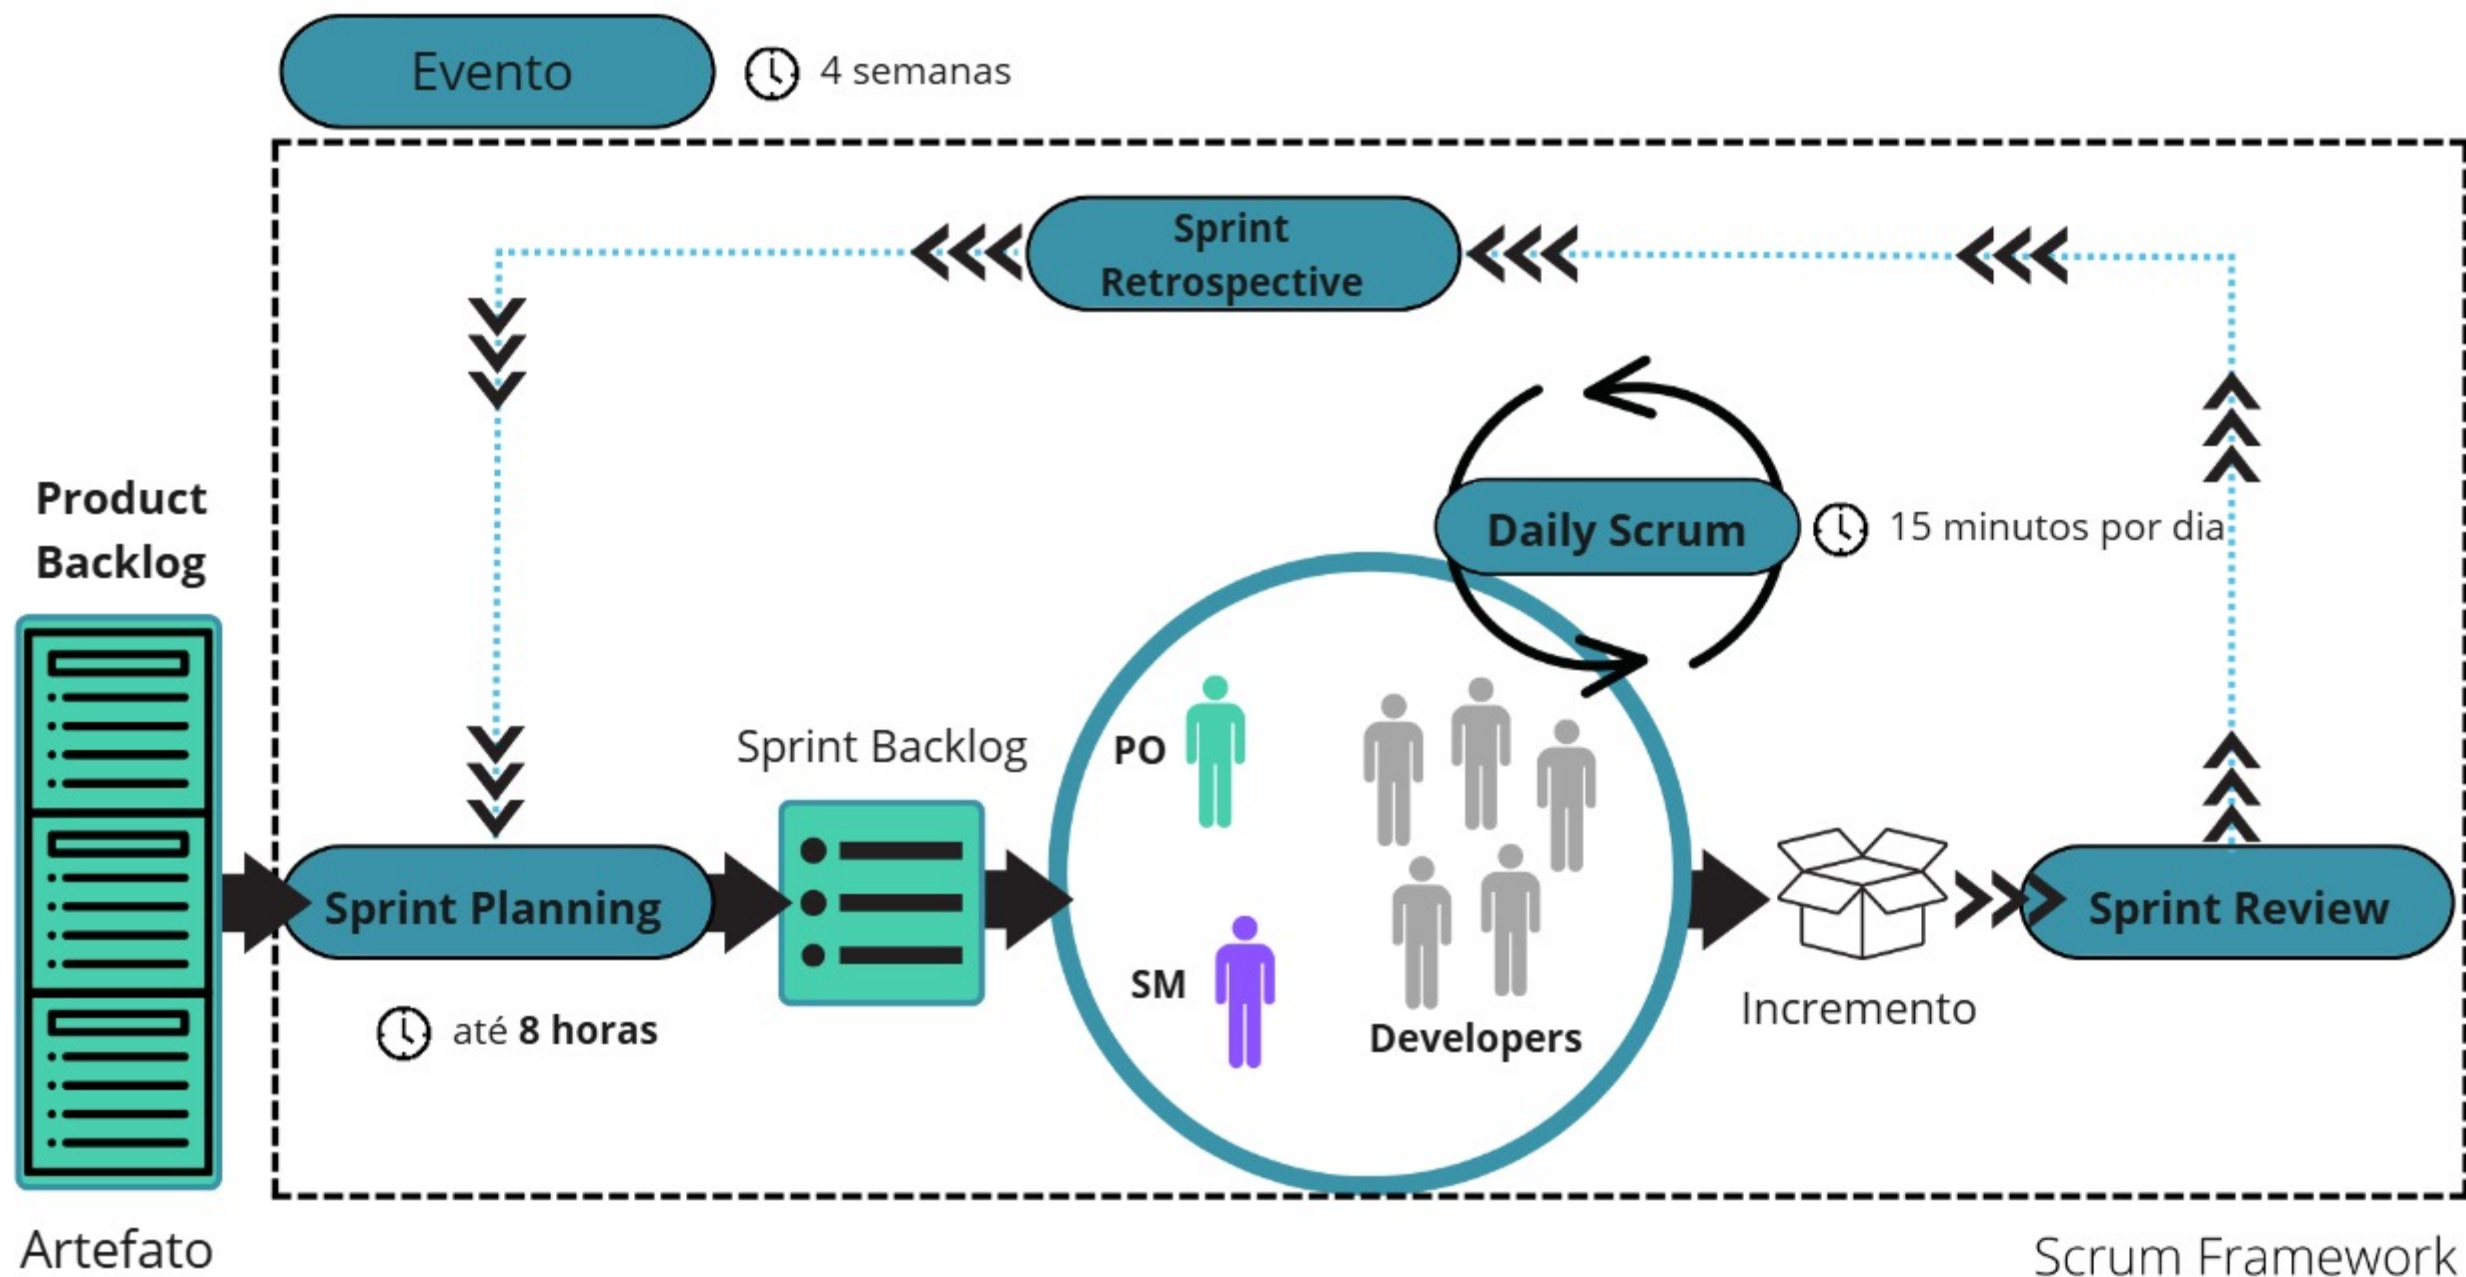 Evento
4 semanas
Sprint
Retrospective
Daily Scrum
15 minutos por dia
Product
Backlog
Sprint Backlog
PO
SM
Developers
Sprint Planning
até 8 horas
Incremento
Sprint Review
Artefato
Scrum Framework